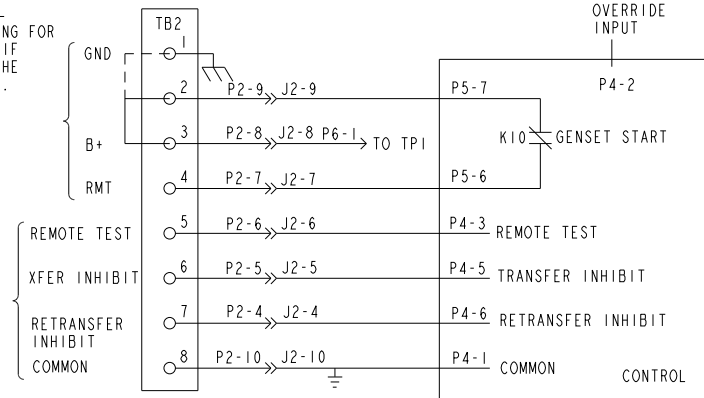 NG FOR
IF
HE
.
OVERRIDE
INPUT
P4-2
TB2
GND
1
2 P2-9 J2-9 P5-7
B+ 3 P2-8 J2-8 P6-1 TO TP1
K10 GENSET START
RMT 4 P2-7 J2-7 P5-6
REMOTE TEST 5 P2-6 J2-6 P4-3 REMOTE TEST
XFER INHIBIT 6 P2-5 J2-5 P4-5 TRANSFER INHIBIT
RETRANSFER
INHIBIT
7 P2-4 J2-4 P4-6 RETRANSFER INHIBIT
COMMON 8 P2-10 J2-10 P4-1 COMMON
CONTROL